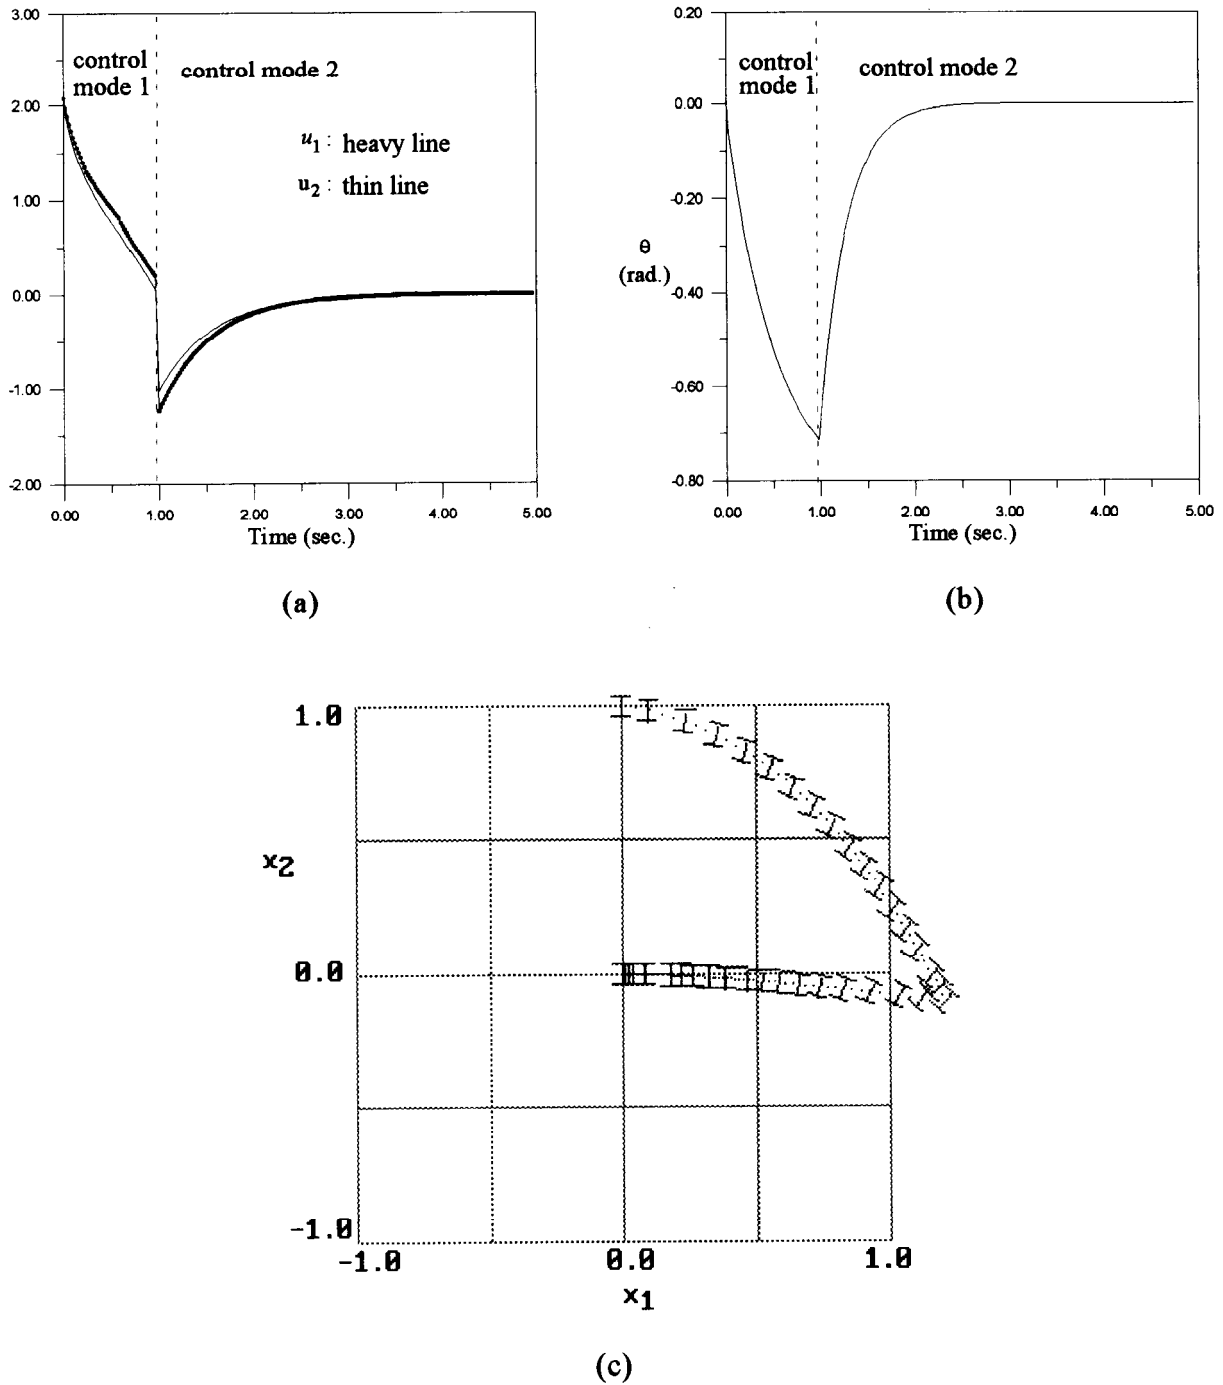 3.00
2.00
1.00
0.00
-1.00
-2.00
control
mode 1
control mode 2
u1 : heavy line
u2 : thin line
0.00 1.00 2.00 3.00 4.00 5.00
Time (sec.)
(a)
0.20
0.00
-0.20
-0.40
-0.60
-0.80
θ
(rad.)
control
mode 1
control mode 2
0.00 1.00 2.00 3.00 4.00 5.00
Time (sec.)
(b)
1.0
x2
0.0
-1.0
-1.0 0.0 1.0
x1
(c)